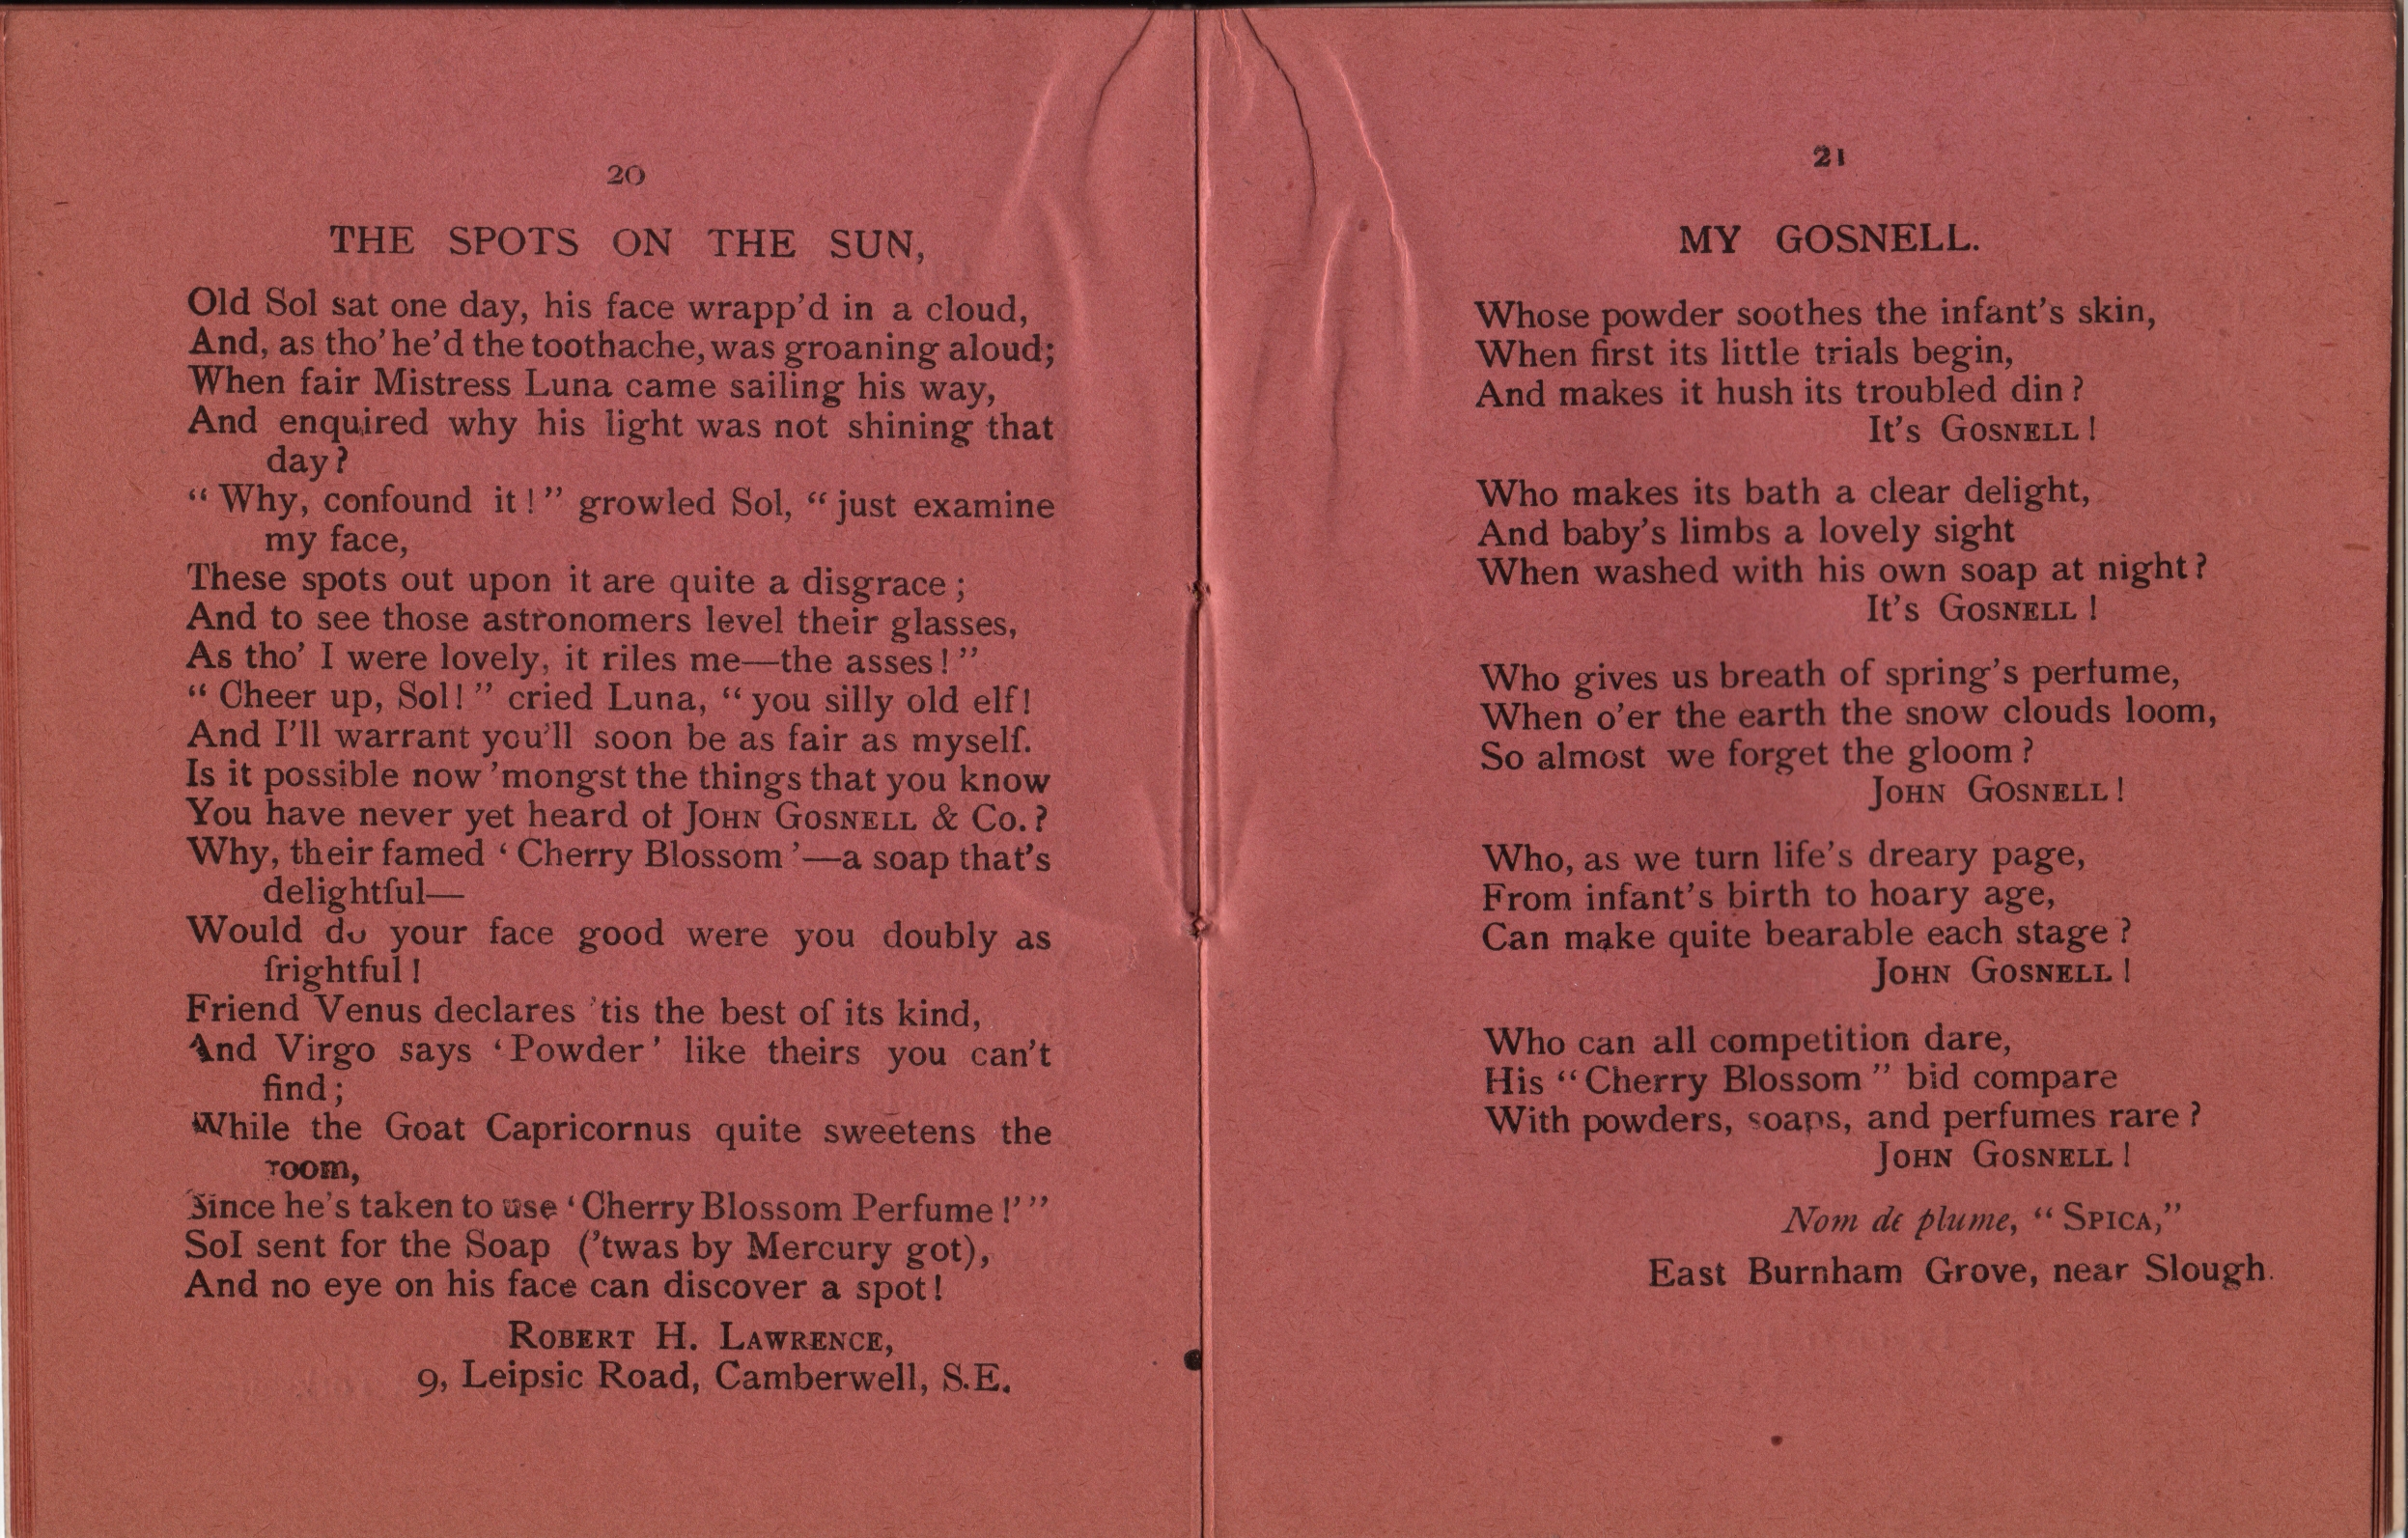 20
THE SPOTS ON THE SUN,
Old Sol sat one day, his face wrapp'd in a cloud,
And, as tho' he'd the toothache, was groaning aloud;
When fair Mistress Luna came sailing his way,
And enquired why his light was not shining that
day?
“Why, confound it!” growled Sol, “just examine
my face,
These spots out upon it are quite a disgrace;
And to see those astronomers level their glasses,
As tho' I were lovely, it riles me—the asses!”
“Cheer up, Sol!” cried Luna, “you silly old elf!
And I'll warrant you'll soon be as fair as myself.
Is it possible now 'mongst the things that you know
You have never yet heard of JOHN GOSNELL & CO.?
Why, their famed ‘Cherry Blossom’—a soap that's
delightful—
Would do your face good were you doubly as
frightful!
Friend Venus declares 'tis the best of its kind,
And Virgo says ‘Powder’ like theirs you can't
find;
While the Goat Capricornus quite sweetens the
room,
Since he's taken to use ‘Cherry Blossom Perfume!’”
Sol sent for the Soap ('twas by Mercury got),
And no eye on his face can discover a spot!
ROBERT H. LAWRENCE,
9, Leipsic Road, Camberwell, S.E.
21
MY GOSNELL.
Whose powder soothes the infant's skin,
When first its little trials begin,
And makes it hush its troubled din?
It's GOSNELL!
Who makes its bath a clear delight,
And baby's limbs a lovely sight
When washed with his own soap at night?
It's GOSNELL!
Who gives us breath of spring's perfume,
When o'er the earth the snow clouds loom,
So almost we forget the gloom?
JOHN GOSNELL!
Who, as we turn life's dreary page,
From infant's birth to hoary age,
Can make quite bearable each stage?
JOHN GOSNELL!
Who can all competition dare,
His “Cherry Blossom” bid compare
With powders, soaps, and perfumes rare?
JOHN GOSNELL!
Nom de plume, “SPICA,”
East Burnham Grove, near Slough.